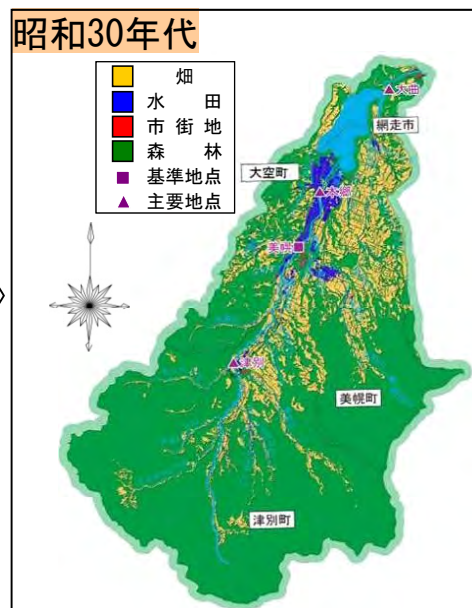 昭和30年代
畑
水田
市街地
森林
基準地点
主要地点
大曲
網走市
大空町
本郷
美幌
津別
美幌町
津別町